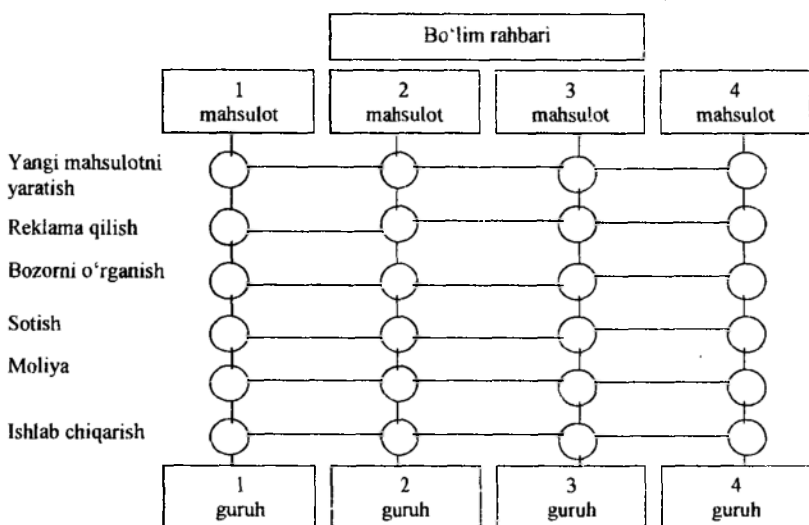 Bo‘lim rahbari
1 2 3 4
mahsulot mahsulot mahsulot mahsulot
Yangi mahsulotni
yaratish
Reklama qilish
Bozorni o‘rganish
Sotish
Moliya
Ishlab chiqarish
1 2 3 4
guruh guruh guruh guruh